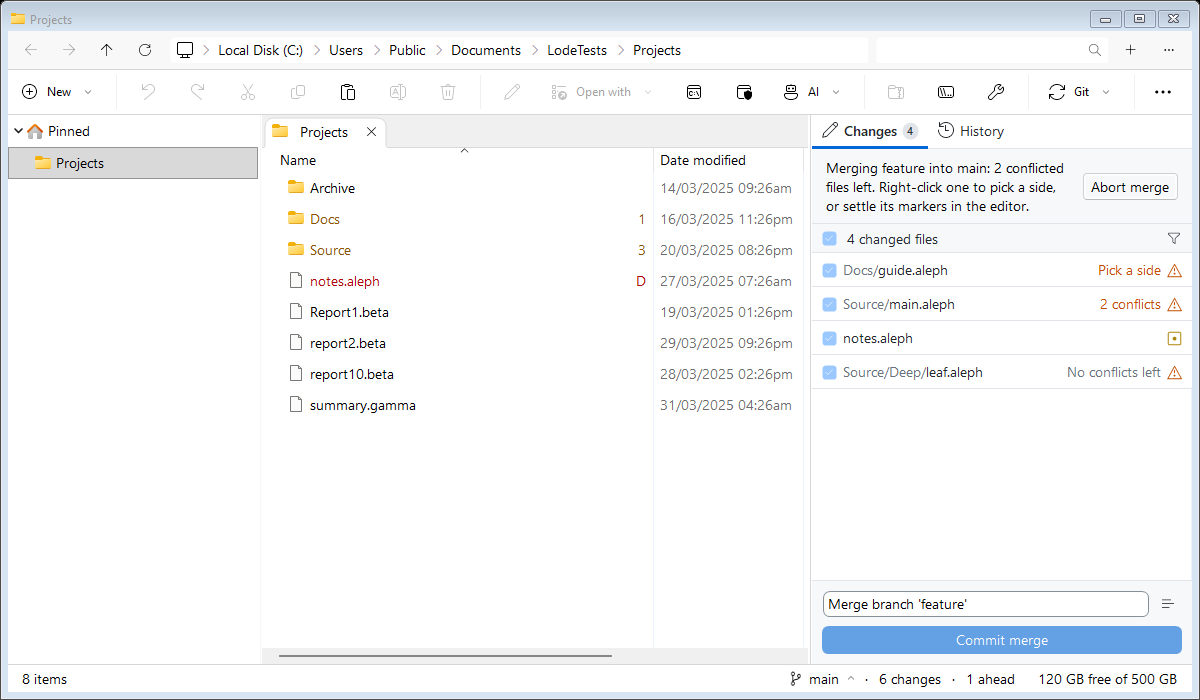 Projects
Local Disk (C:) Users Public Documents LodeTests Projects
New Open with AI Git
Pinned
Projects
Projects
Name Date modified
Archive 14/03/2025 09:26am
Docs 1 16/03/2025 11:26pm
Source 3 20/03/2025 08:26pm
notes.aleph D 27/03/2025 07:26am
Report1.beta 19/03/2025 01:26pm
report2.beta 29/03/2025 09:26pm
report10.beta 28/03/2025 02:26pm
summary.gamma 31/03/2025 04:26am
Changes 4 History
Merging feature into main: 2 conflicted
files left. Right-click one to pick a side,
or settle its markers in the editor.
Abort merge
4 changed files
Docs/guide.aleph Pick a side
Source/main.aleph 2 conflicts
notes.aleph
Source/Deep/leaf.aleph No conflicts left
Merge branch 'feature'
Commit merge
8 items main · 6 changes · 1 ahead 120 GB free of 500 GB